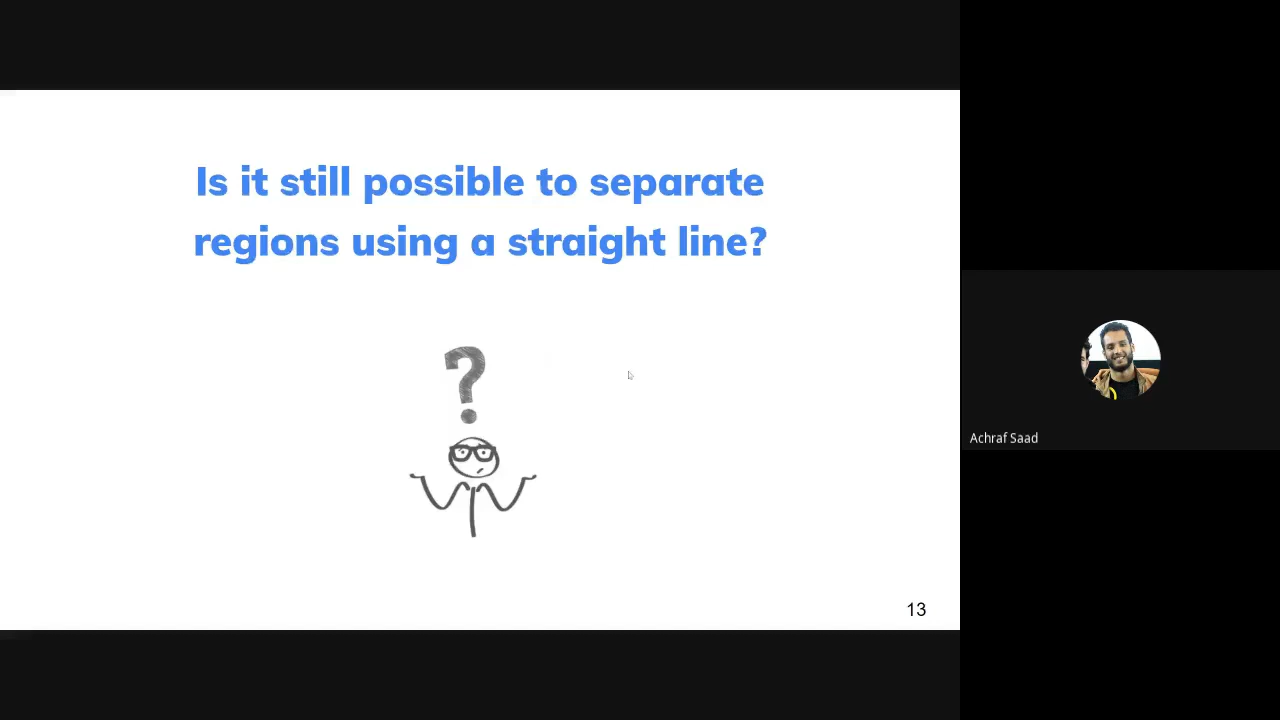 Is it still possible to separate
regions using a straight line?
?
13
Achraf Saad